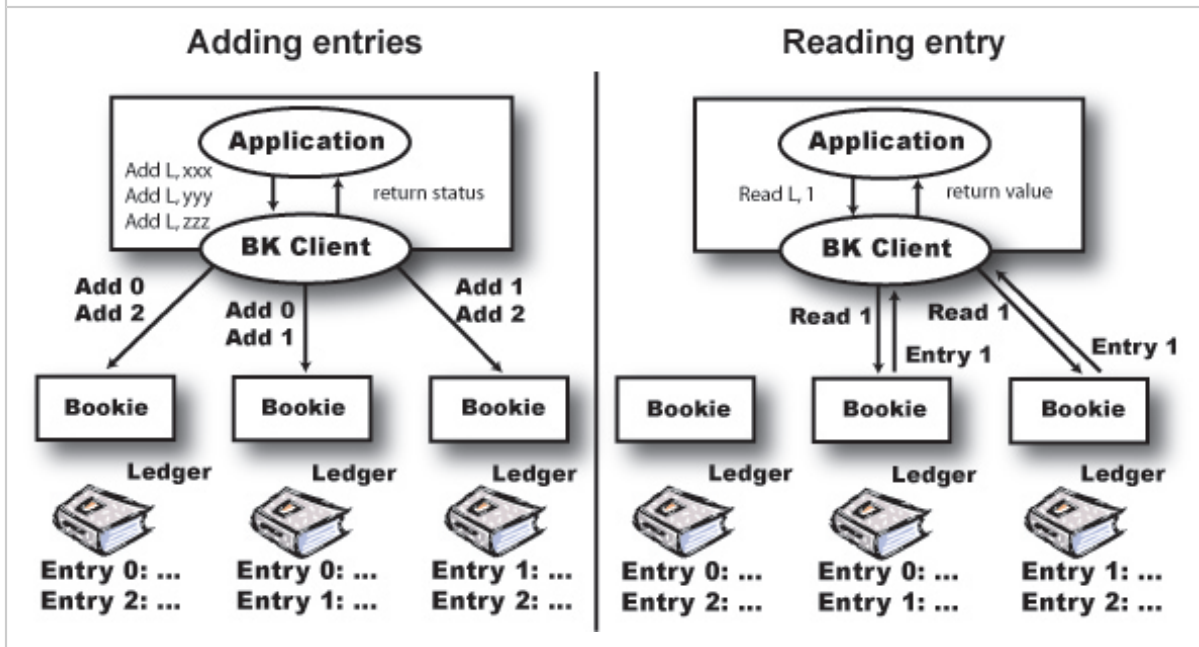 Adding entries
Application
Add L, xxx
Add L, yyy
Add L, zzz
return status
BK Client
Add 0
Add 2
Add 0
Add 1
Add 1
Add 2
Bookie
Bookie
Bookie
Ledger
Ledger
Ledger
Entry 0: ...
Entry 2: ...
Entry 0: ...
Entry 1: ...
Entry 1: ...
Entry 2: ...
Reading entry
Application
Read L, 1
return value
BK Client
Read 1
Entry 1
Read 1
Entry 1
Bookie
Bookie
Bookie
Ledger
Ledger
Ledger
Entry 0: ...
Entry 2: ...
Entry 0: ...
Entry 1: ...
Entry 1: ...
Entry 2: ...